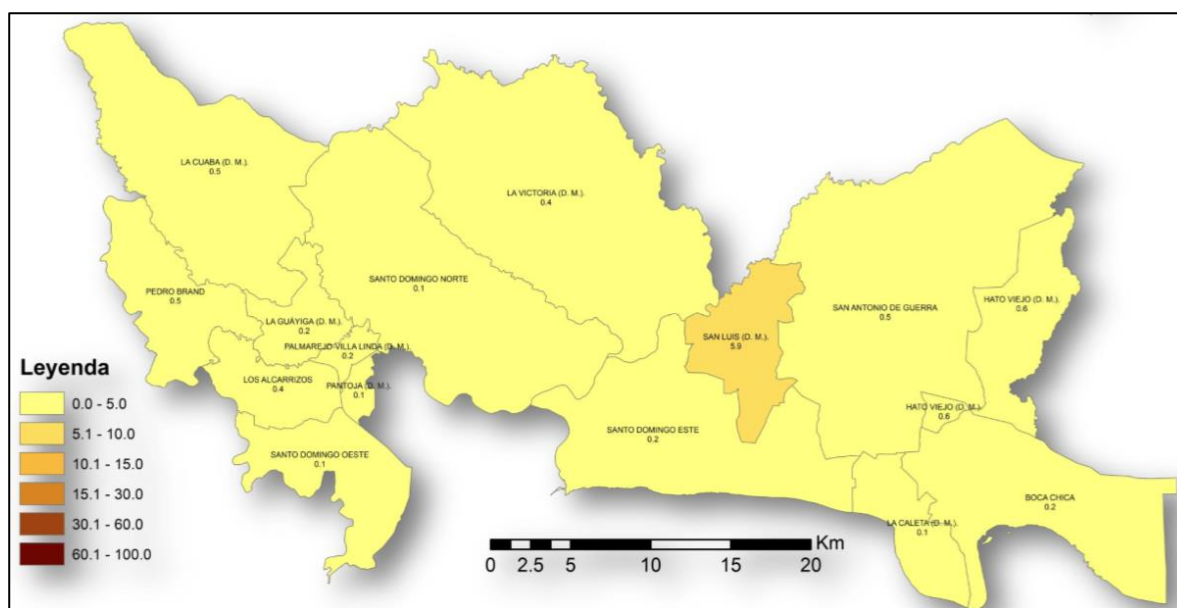 LA CUABA (D. M.).
0.5
LA VICTORIA (D. M.).
0.4
SANTO DOMINGO NORTE
0.1
PEDRO BRAND
0.5
LA GUÁYIGA (D. M.).
0.2
PALMAREJO-VILLA LINDA (D. M.).
0.2
LOS ALCARRIZOS
0.4
PANTOJA (D. M.).
0.1
SANTO DOMINGO OESTE
0.1
SAN LUIS (D. M.).
5.9
SAN ANTONIO DE GUERRA
0.5
HATO VIEJO (D. M.).
0.6
HATO VIEJO (D. M.).
0.6
SANTO DOMINGO ESTE
0.2
BOCA CHICA
0.2
LA CALETA (D. M.).
0.1
Leyenda
0.0 - 5.0
5.1 - 10.0
10.1 - 15.0
15.1 - 30.0
30.1 - 60.0
60.1 - 100.0
Km
0 2.5 5 10 15 20